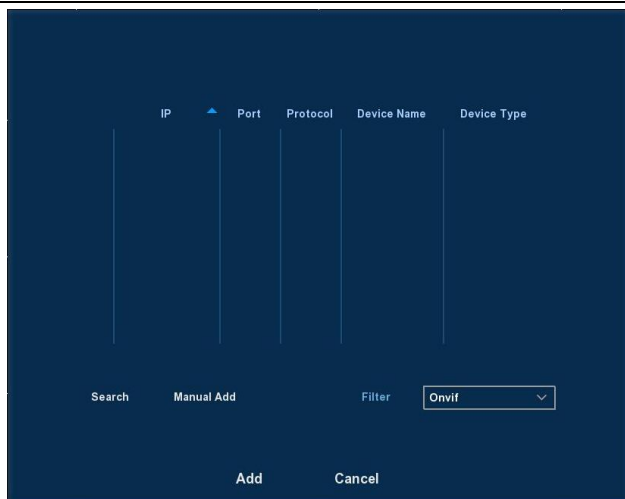 IP Port Protocol Device Name Device Type
Search Manual Add Filter Onvif
Add Cancel